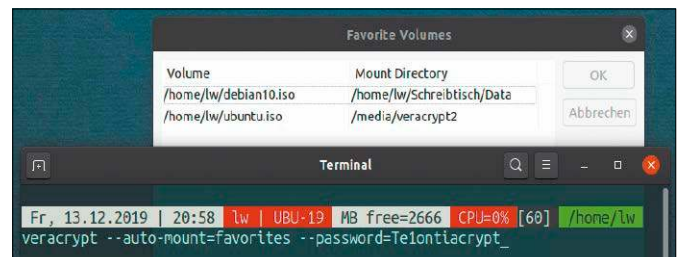 Favorite Volumes
Volume Mount Directory OK
/home/lw/debian10.iso /home/lw/Schreibtisch/Data
/home/lw/ubuntu.iso /media/veracrypt2 Abbrechen
Terminal
Fr, 13.12.2019 | 20:58 lw | UBU-19 MB free=2666 CPU=0% [60] /home/lw
veracrypt --auto-mount=favorites --password=Te1ontiacrypt_